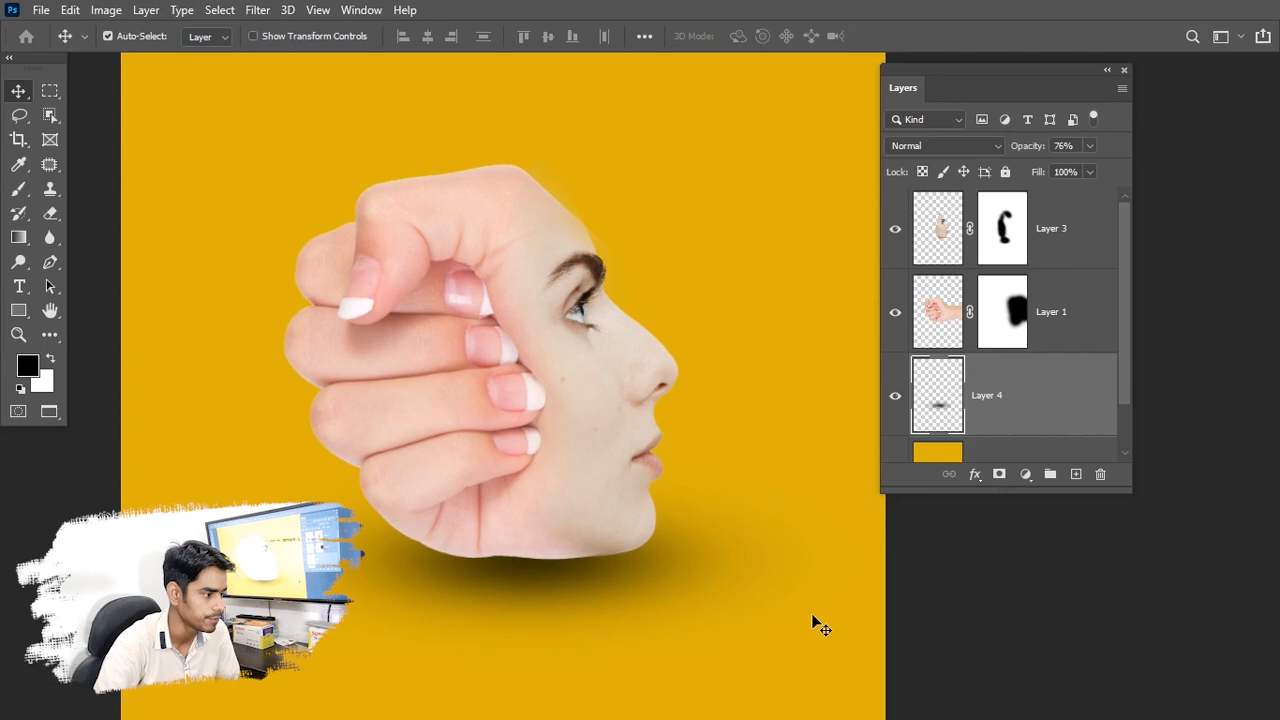 Ps File Edit Image Layer Type Select Filter 3D View Window Help
Auto-Select: Layer Show Transform Controls 3D Mode:
Layers
Kind
Normal Opacity: 76%
Lock: Fill: 100%
Layer 3
Layer 1
Layer 4
fx